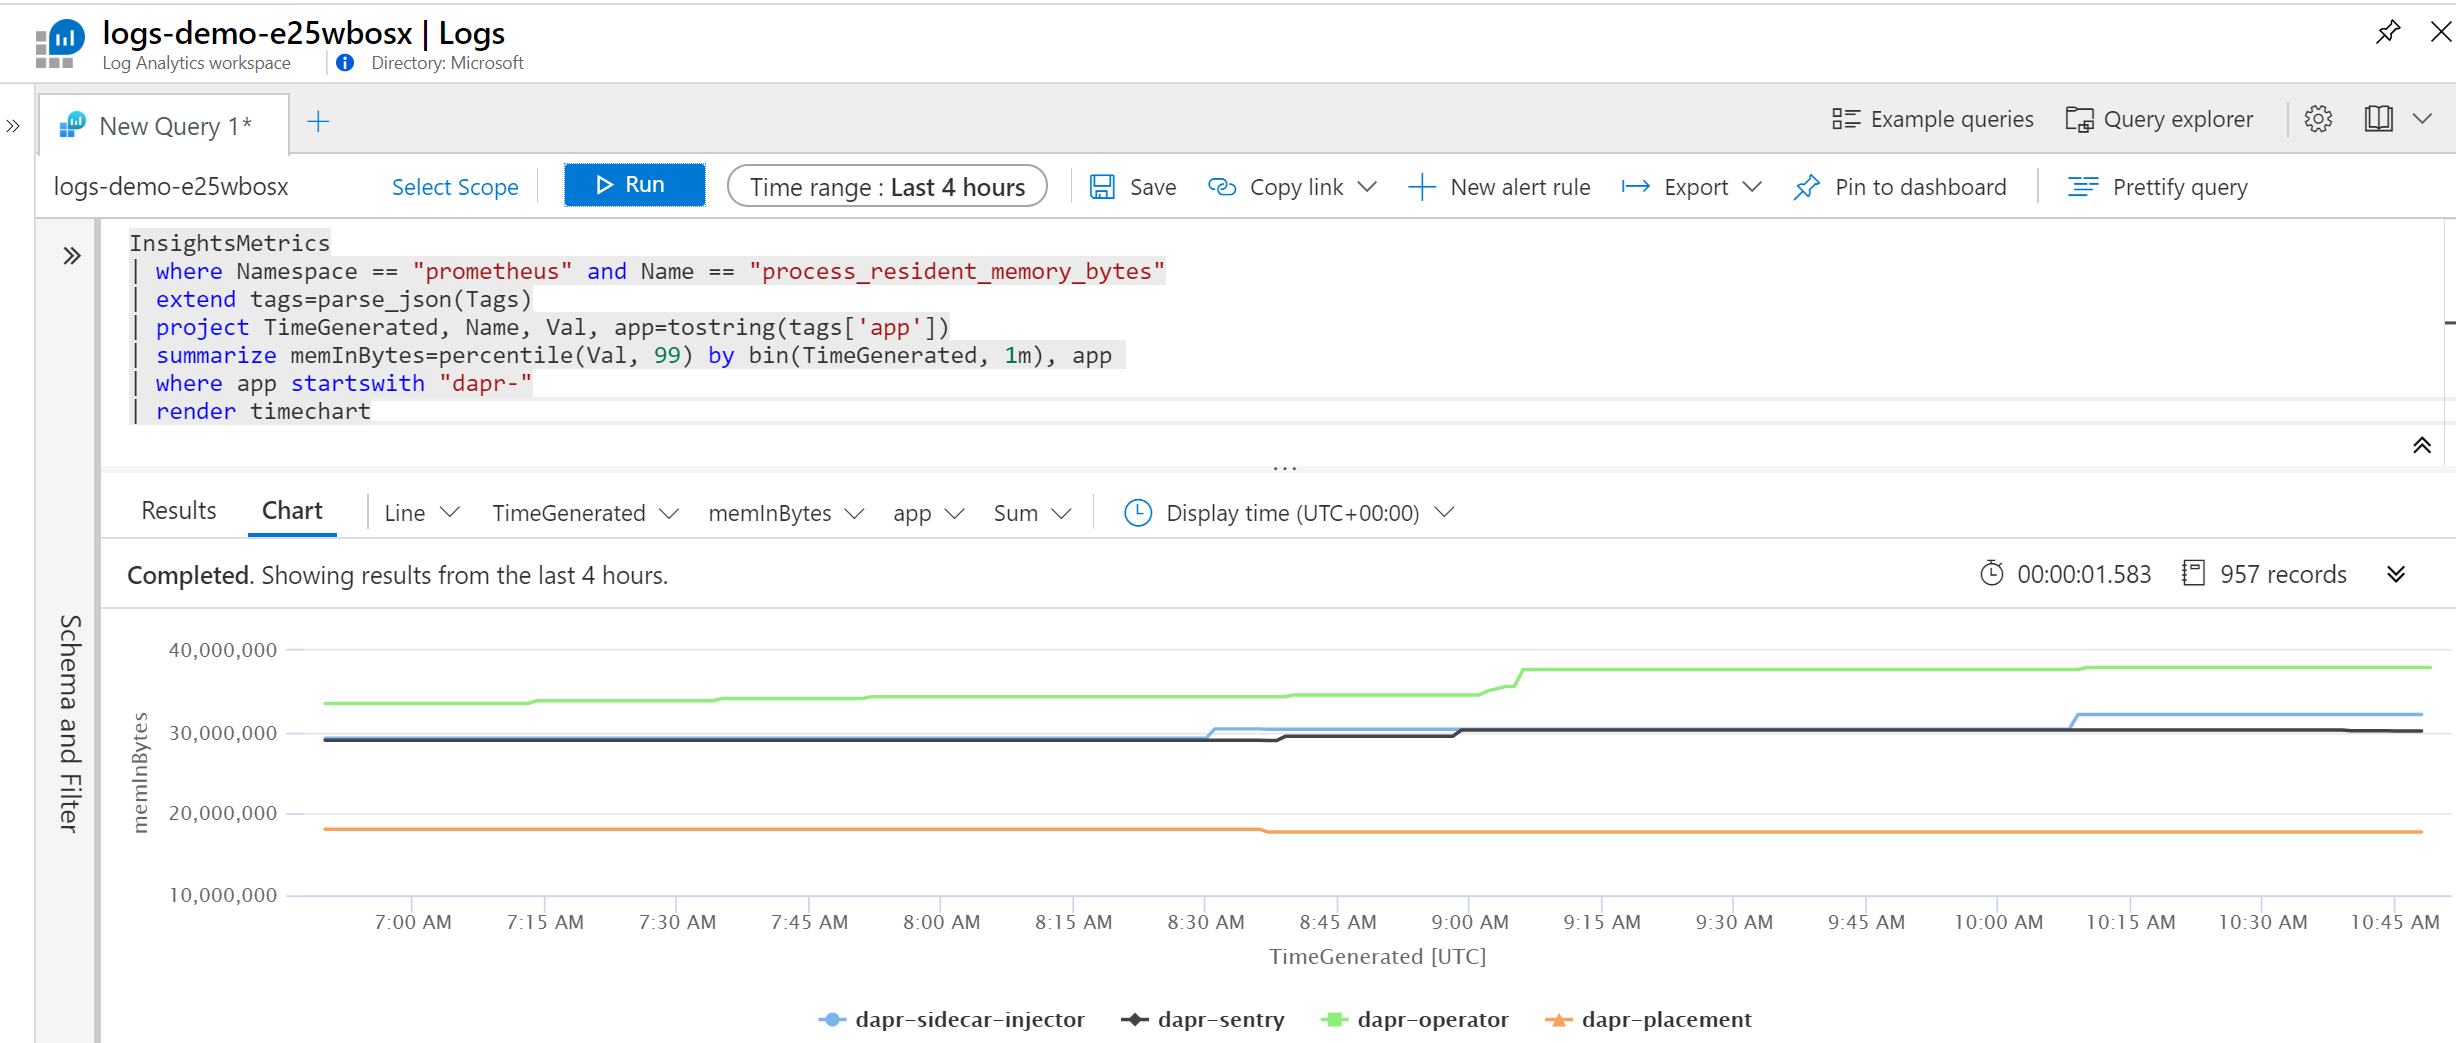 logs-demo-e25wbosx | Logs
Log Analytics workspace Directory: Microsoft
New Query 1* Example queries Query explorer
logs-demo-e25wbosx Select Scope Run Time range : Last 4 hours Save Copy link New alert rule Export Pin to dashboard Prettify query
InsightsMetrics
| where Namespace == "prometheus" and Name == "process_resident_memory_bytes"
| extend tags=parse_json(Tags)
| project TimeGenerated, Name, Val, app=tostring(tags['app'])
| summarize memInBytes=percentile(Val, 99) by bin(TimeGenerated, 1m), app
| where app startswith "dapr-"
| render timechart
Results Chart Line TimeGenerated memInBytes app Sum Display time (UTC+00:00)
Completed. Showing results from the last 4 hours. 00:00:01.583 957 records
Schema and Filter
memInBytes
40,000,000
30,000,000
20,000,000
10,000,000
7:00 AM 7:15 AM 7:30 AM 7:45 AM 8:00 AM 8:15 AM 8:30 AM 8:45 AM 9:00 AM 9:15 AM 9:30 AM 9:45 AM 10:00 AM 10:15 AM 10:30 AM 10:45 AM
TimeGenerated [UTC]
dapr-sidecar-injector dapr-sentry dapr-operator dapr-placement